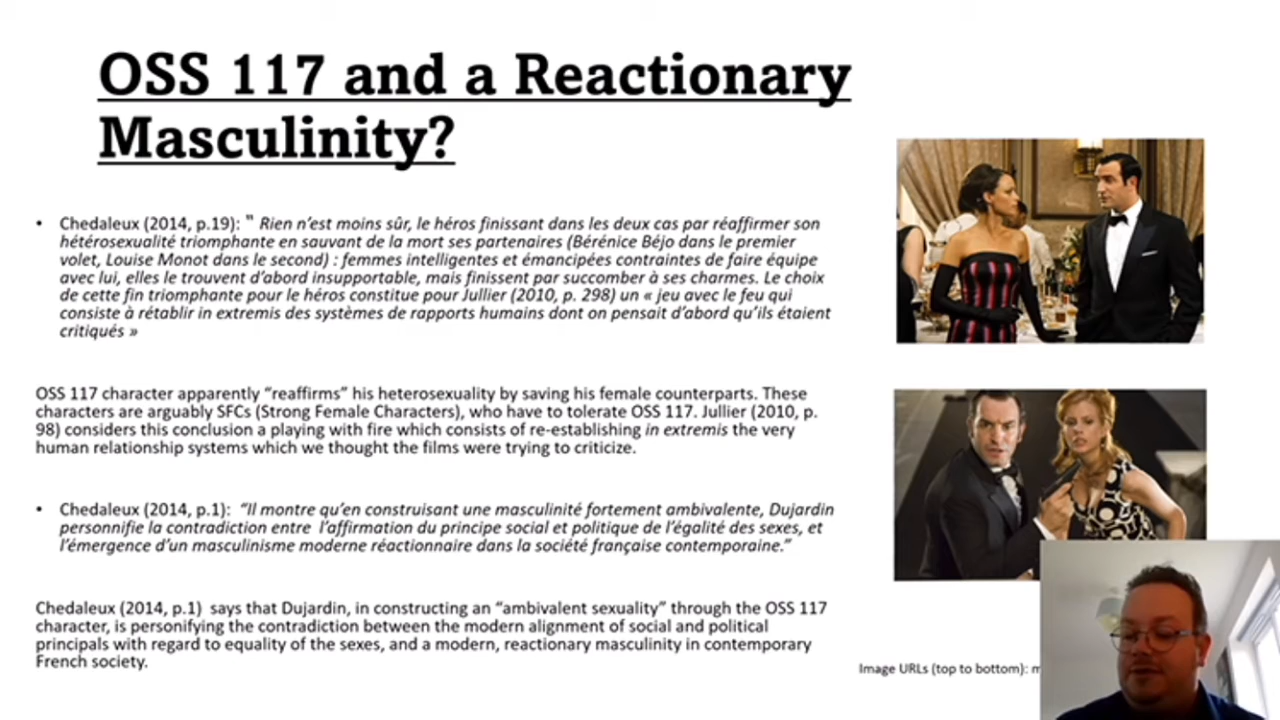 OSS 117 and a Reactionary
Masculinity?
• Chedaleux (2014, p.19): " Rien n’est moins sûr, le héros finissant dans les deux cas par réaffirmer son
hétérosexualité triomphante en sauvant de la mort ses partenaires (Bérénice Béjo dans le premier
volet, Louise Monot dans le second) : femmes intelligentes et émancipées contraintes de faire équipe
avec lui, elles le trouvent d’abord insupportable, mais finissent par succomber à ses charmes. Le choix
de cette fin triomphante pour le héros constitue pour Jullier (2010, p. 298) un « jeu avec le feu qui
consiste à rétablir in extremis des systèmes de rapports humains dont on pensait d’abord qu’ils étaient
critiqués »
OSS 117 character apparently “reaffirms” his heterosexuality by saving his female counterparts. These
characters are arguably SFCs (Strong Female Characters), who have to tolerate OSS 117. Jullier (2010, p.
98) considers this conclusion a playing with fire which consists of re-establishing in extremis the very
human relationship systems which we thought the films were trying to criticize.
• Chedaleux (2014, p.1): “Il montre qu’en construisant une masculinité fortement ambivalente, Dujardin
personnifie la contradiction entre l’affirmation du principe social et politique de l’égalité des sexes, et
l’émergence d’un masculinisme moderne réactionnaire dans la société française contemporaine.”
Chedaleux (2014, p.1) says that Dujardin, in constructing an “ambivalent sexuality” through the OSS 117
character, is personifying the contradiction between the modern alignment of social and political
principals with regard to equality of the sexes, and a modern, reactionary masculinity in contemporary
French society.
Image URLs (top to bottom):